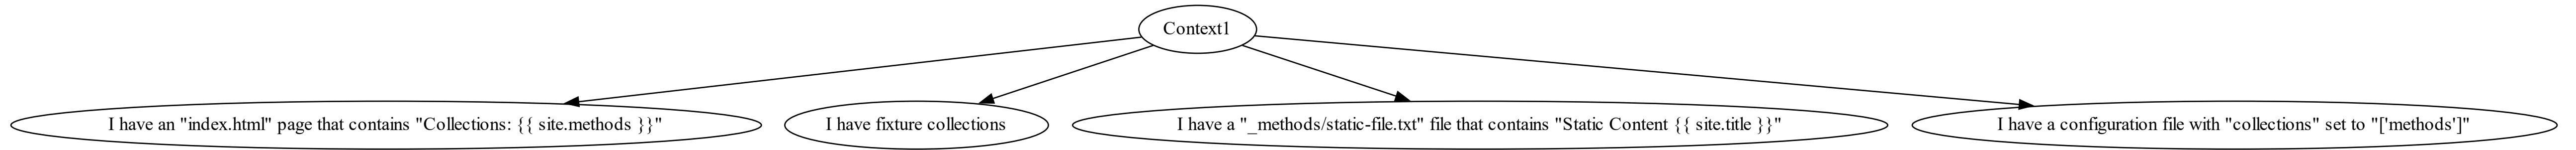 Context1
I have an "index.html" page that contains "Collections: {{ site.methods }}"
I have fixture collections
I have a "_methods/static-file.txt" file that contains "Static Content {{ site.title }}"
I have a configuration file with "collections" set to "['methods']"